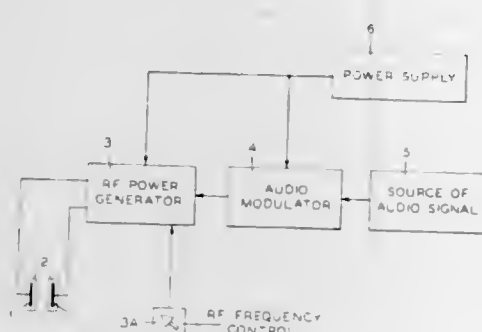 6
POWER SUPPLY
3
RF POWER
GENERATOR
4
AUDIO
MODULATOR
5
SOURCE OF
AUDIO SIGNAL
2
1
3A
RF FREQUENCY
CONTROL